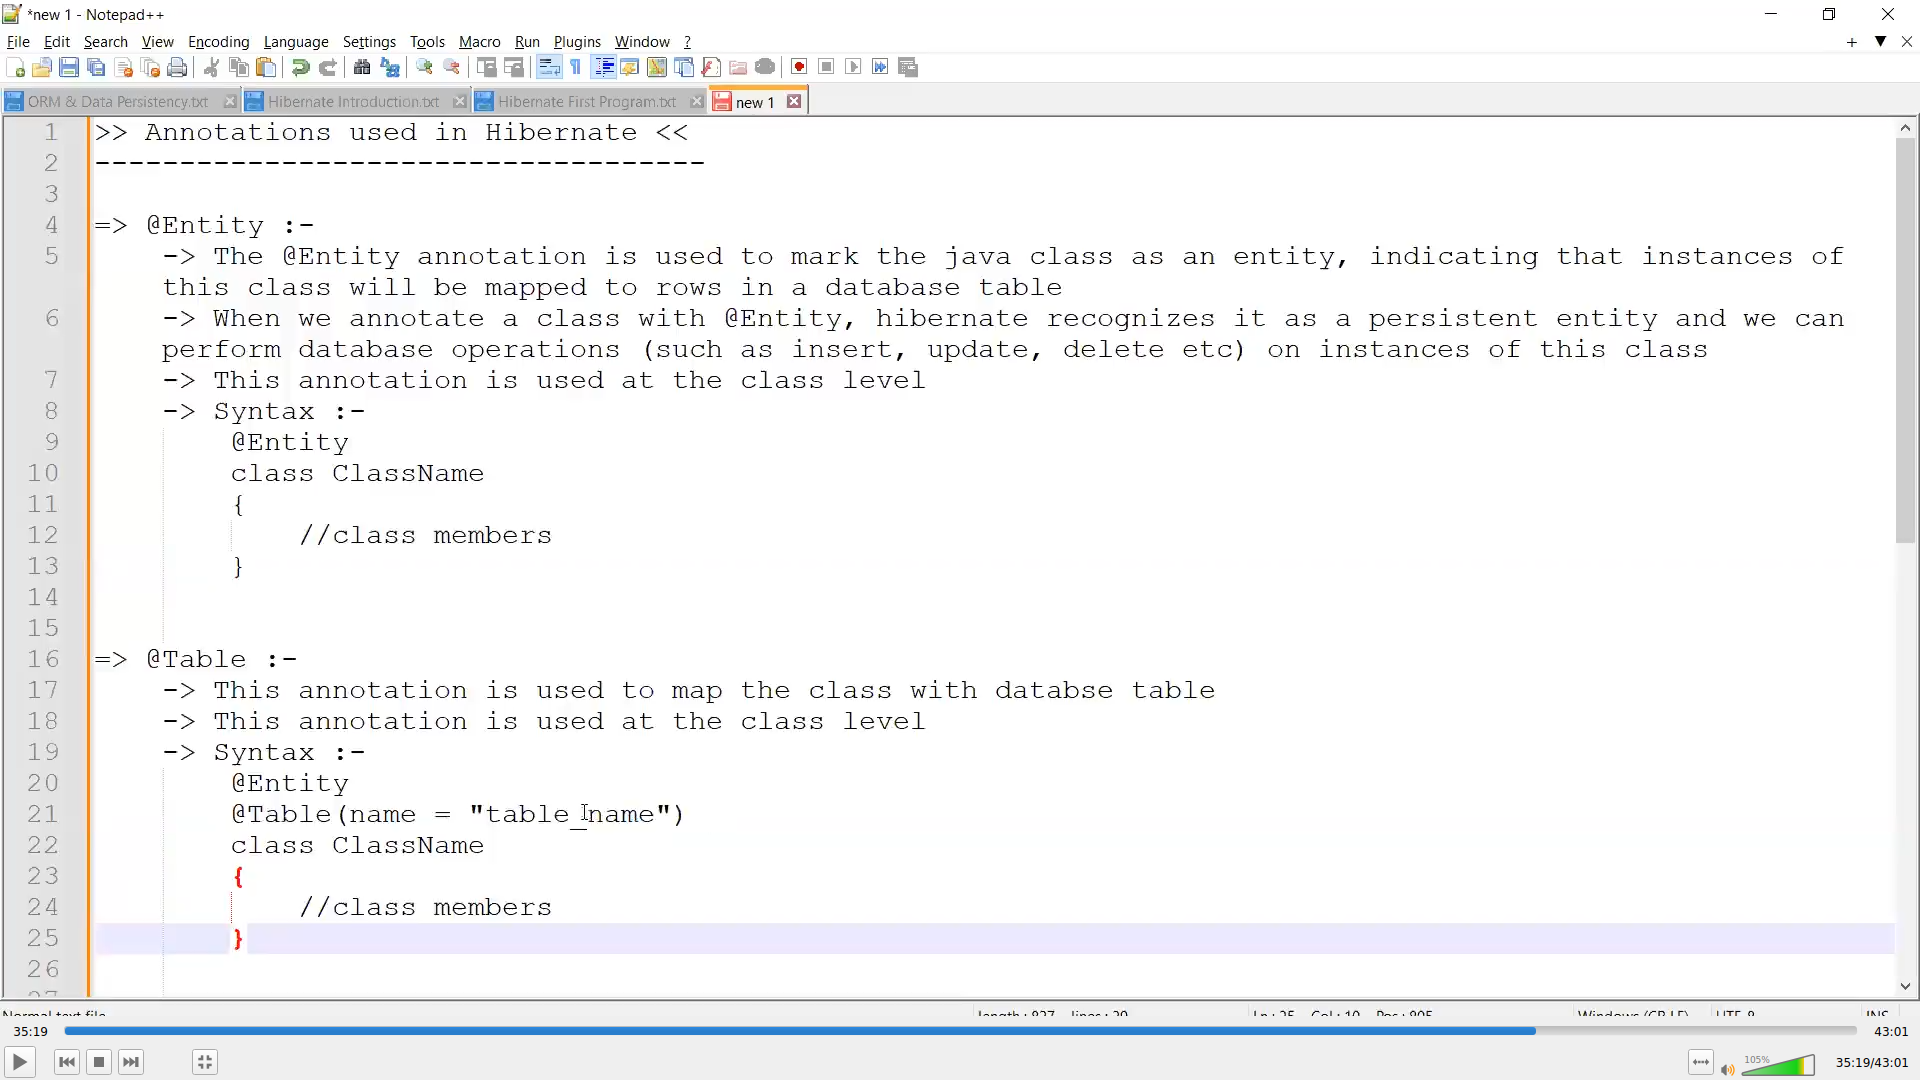 *new 1 - Notepad++
File Edit Search View Encoding Language Settings Tools Macro Run Plugins Window ?
ORM & Data Persistency.txt Hibernate Introduction.txt Hibernate First Program.txt new 1
1 >> Annotations used in Hibernate <<
2 ------------------------------------
3
4 => @Entity :-
5 -> The @Entity annotation is used to mark the java class as an entity, indicating that instances of
this class will be mapped to rows in a database table
6 -> When we annotate a class with @Entity, hibernate recognizes it as a persistent entity and we can
perform database operations (such as insert, update, delete etc) on instances of this class
7 -> This annotation is used at the class level
8 -> Syntax :-
9 @Entity
10 class ClassName
11 {
12 //class members
13 }
14
15
16 => @Table :-
17 -> This annotation is used to map the class with databse table
18 -> This annotation is used at the class level
19 -> Syntax :-
20 @Entity
21 @Table(name = "table_name")
22 class ClassName
23 {
24 //class members
25 }
26
27
Normal text file length : 827 lines : 29 Ln : 25 Col : 10 Pos : 805 Windows (CR LF) UTF-8 INS
35:19 43:01
105% 35:19/43:01